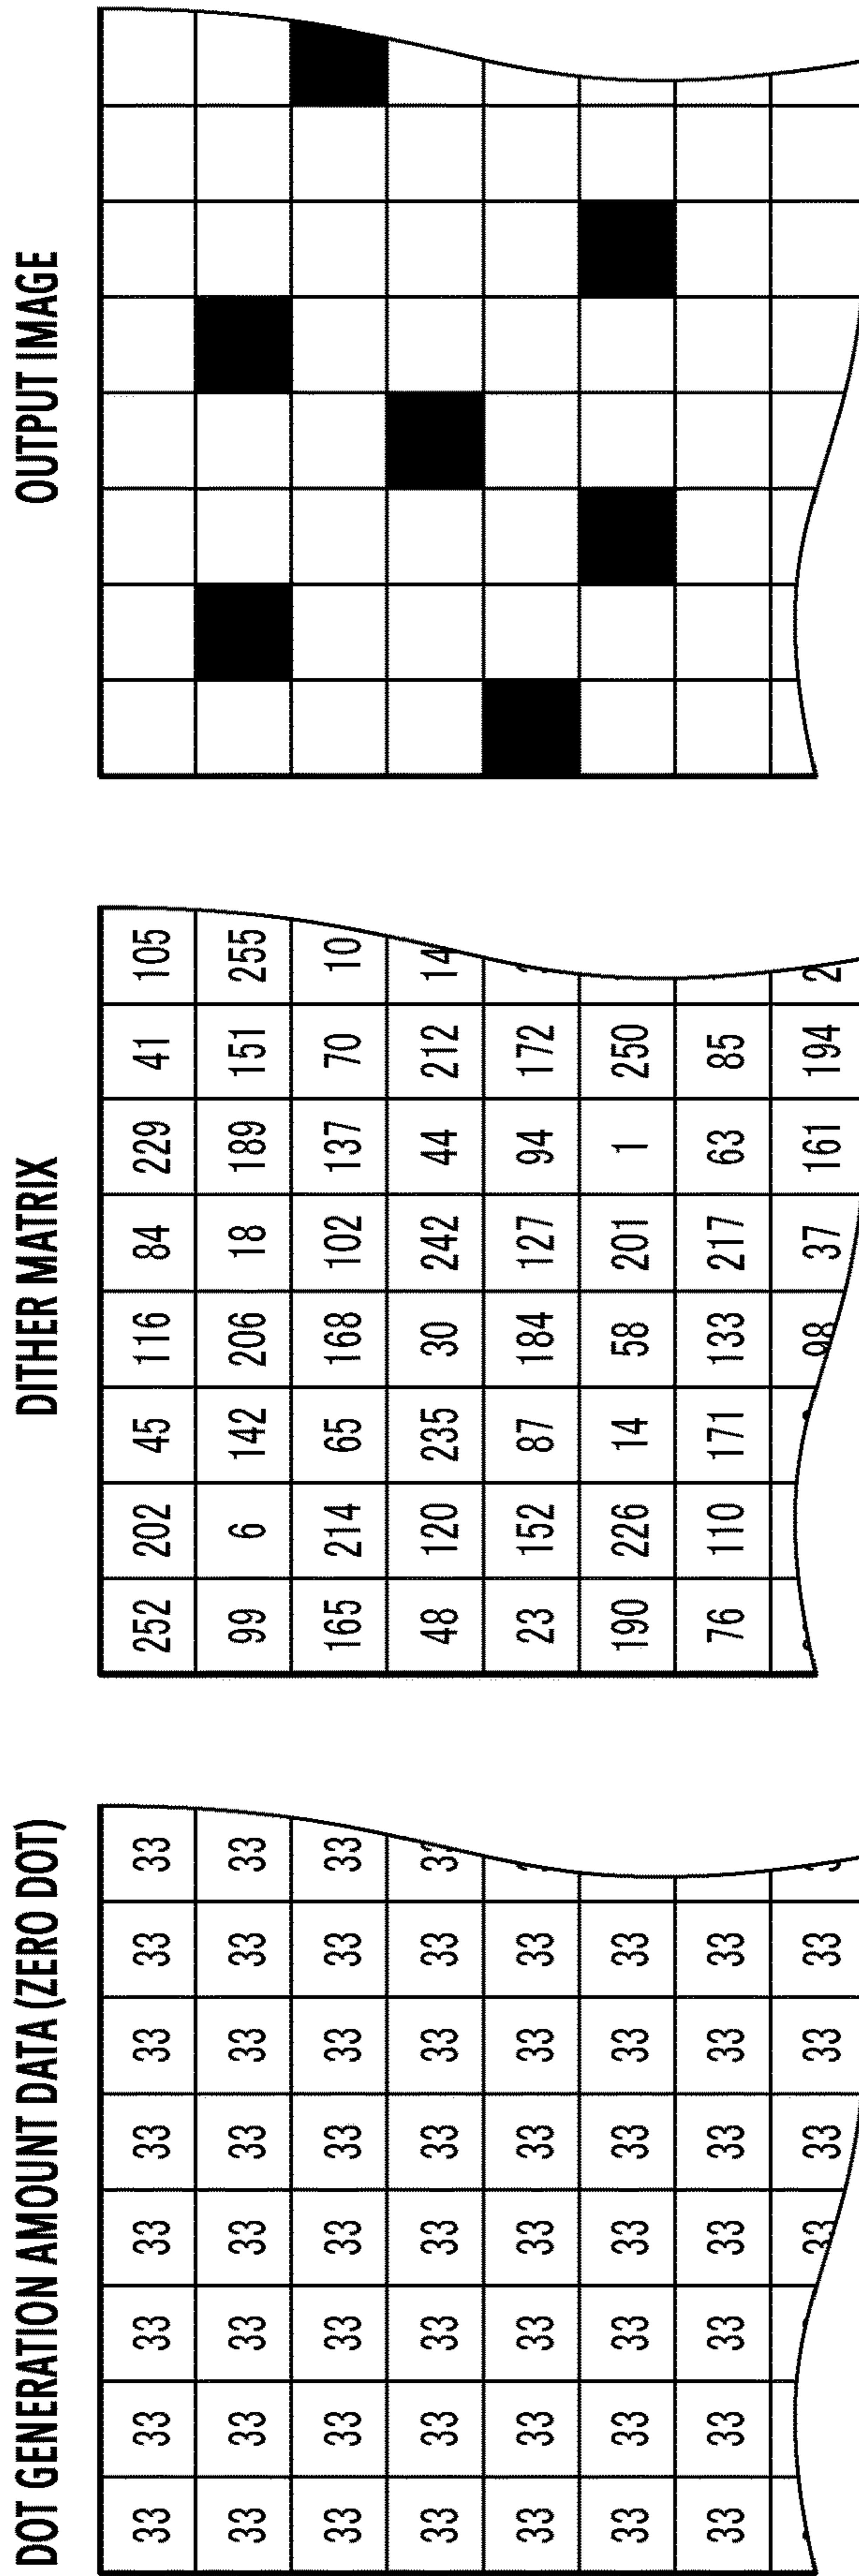 DOT GENERATION AMOUNT DATA (ZERO DOT)
33 33 33 33 33 33 33 33
33 33 33 33 33 33 33 33
33 33 33 33 33 33 33 33
33 33 33 33 33 33 33
33 33 33 33 33 33 33
33 33 33 33 33 33 33
33 33 33 33 33 33 33
33 33 33 33
DITHER MATRIX
252 202 45 116 84 229 41 105
99 6 142 206 18 189 151 255
165 214 65 168 102 137 70 10
48 120 235 30 242 44 212 14
23 152 87 184 127 94 172
190 226 14 58 201 1 250
76 110 171 133 217 63 85
98 37 161 194 2
OUTPUT IMAGE